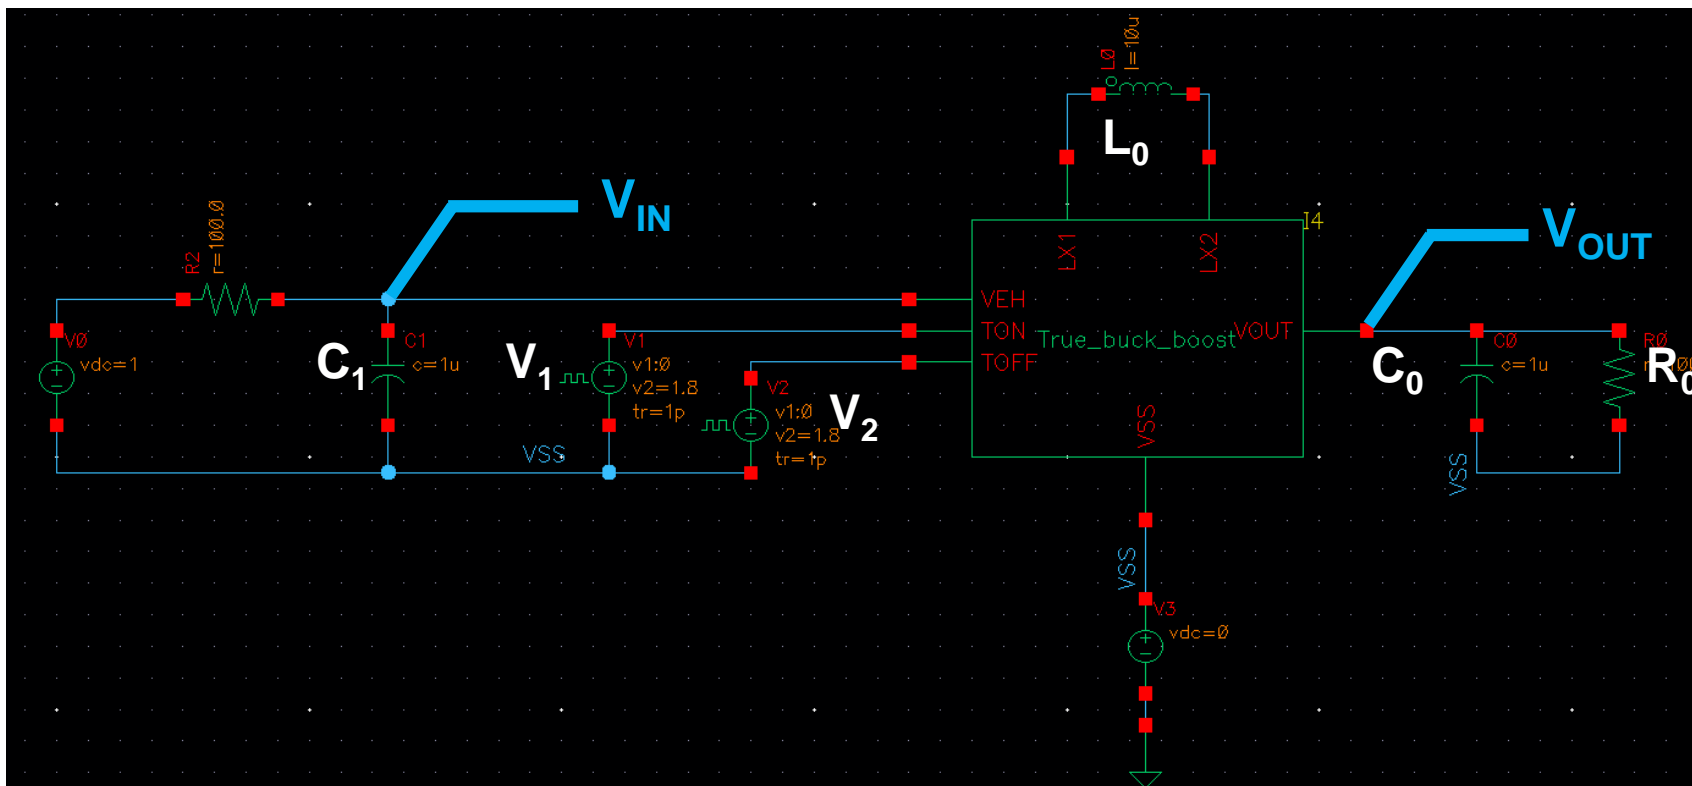 L0
l=10u
L0
VIN
R2
r=100.0
I4
VOUT
LX1
LX2
VEH
TON
TOFF
True_buck_boost
VOUT
VSS
V0
vdc=1
C1
C1
c=1u
V1
V1
v1:0
v2=1.8
tr=1p
V2
V2
v1:0
v2=1.8
tr=1p
VSS
C0
C0
c=1u
R0
R0
VSS
VSS
V3
vdc=0